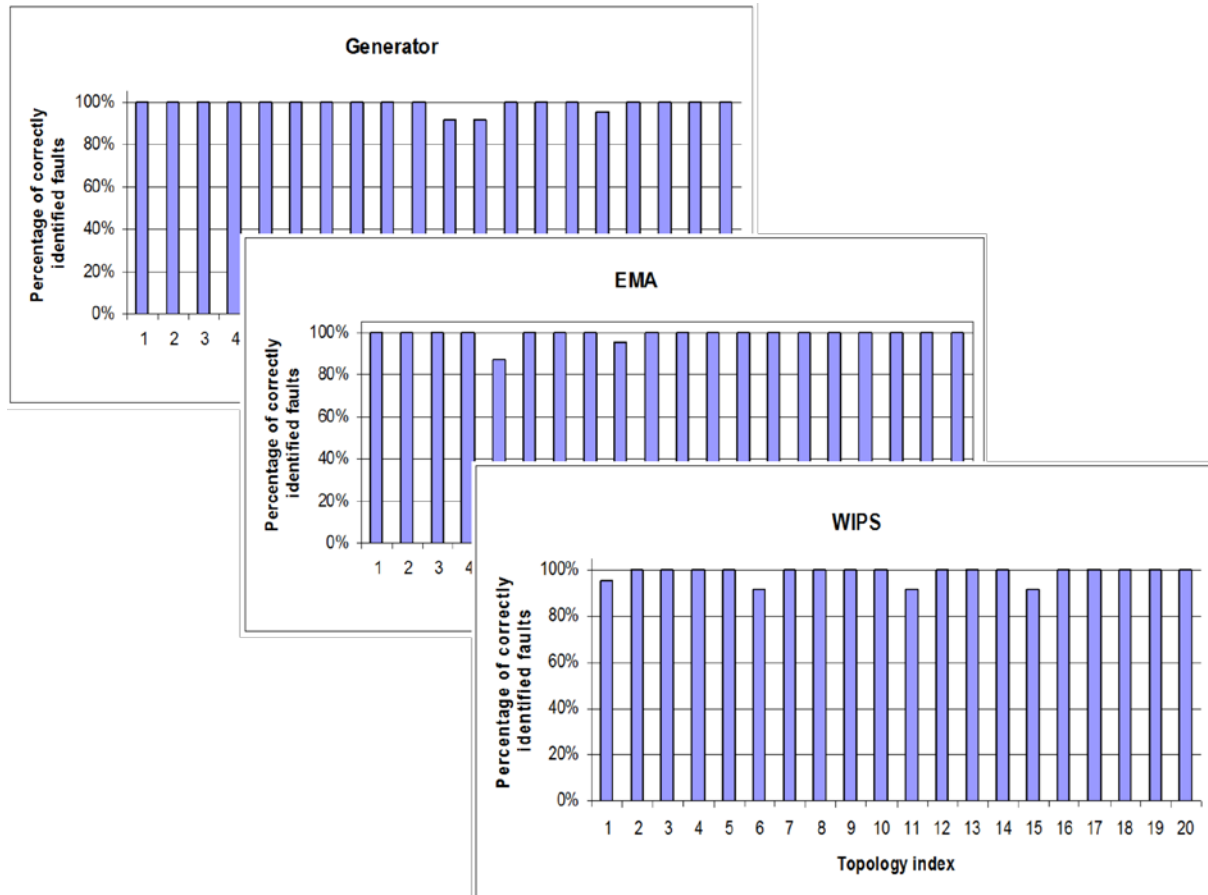 Generator
Percentage of correctly
identified faults
100%
80%
60%
40%
20%
0%
1 2 3 4
EMA
Percentage of correctly
identified faults
100%
80%
60%
40%
20%
0%
1 2 3 4
WIPS
Percentage of correctly
identified faults
100%
80%
60%
40%
20%
0%
1 2 3 4 5 6 7 8 9 10 11 12 13 14 15 16 17 18 19 20
Topology index